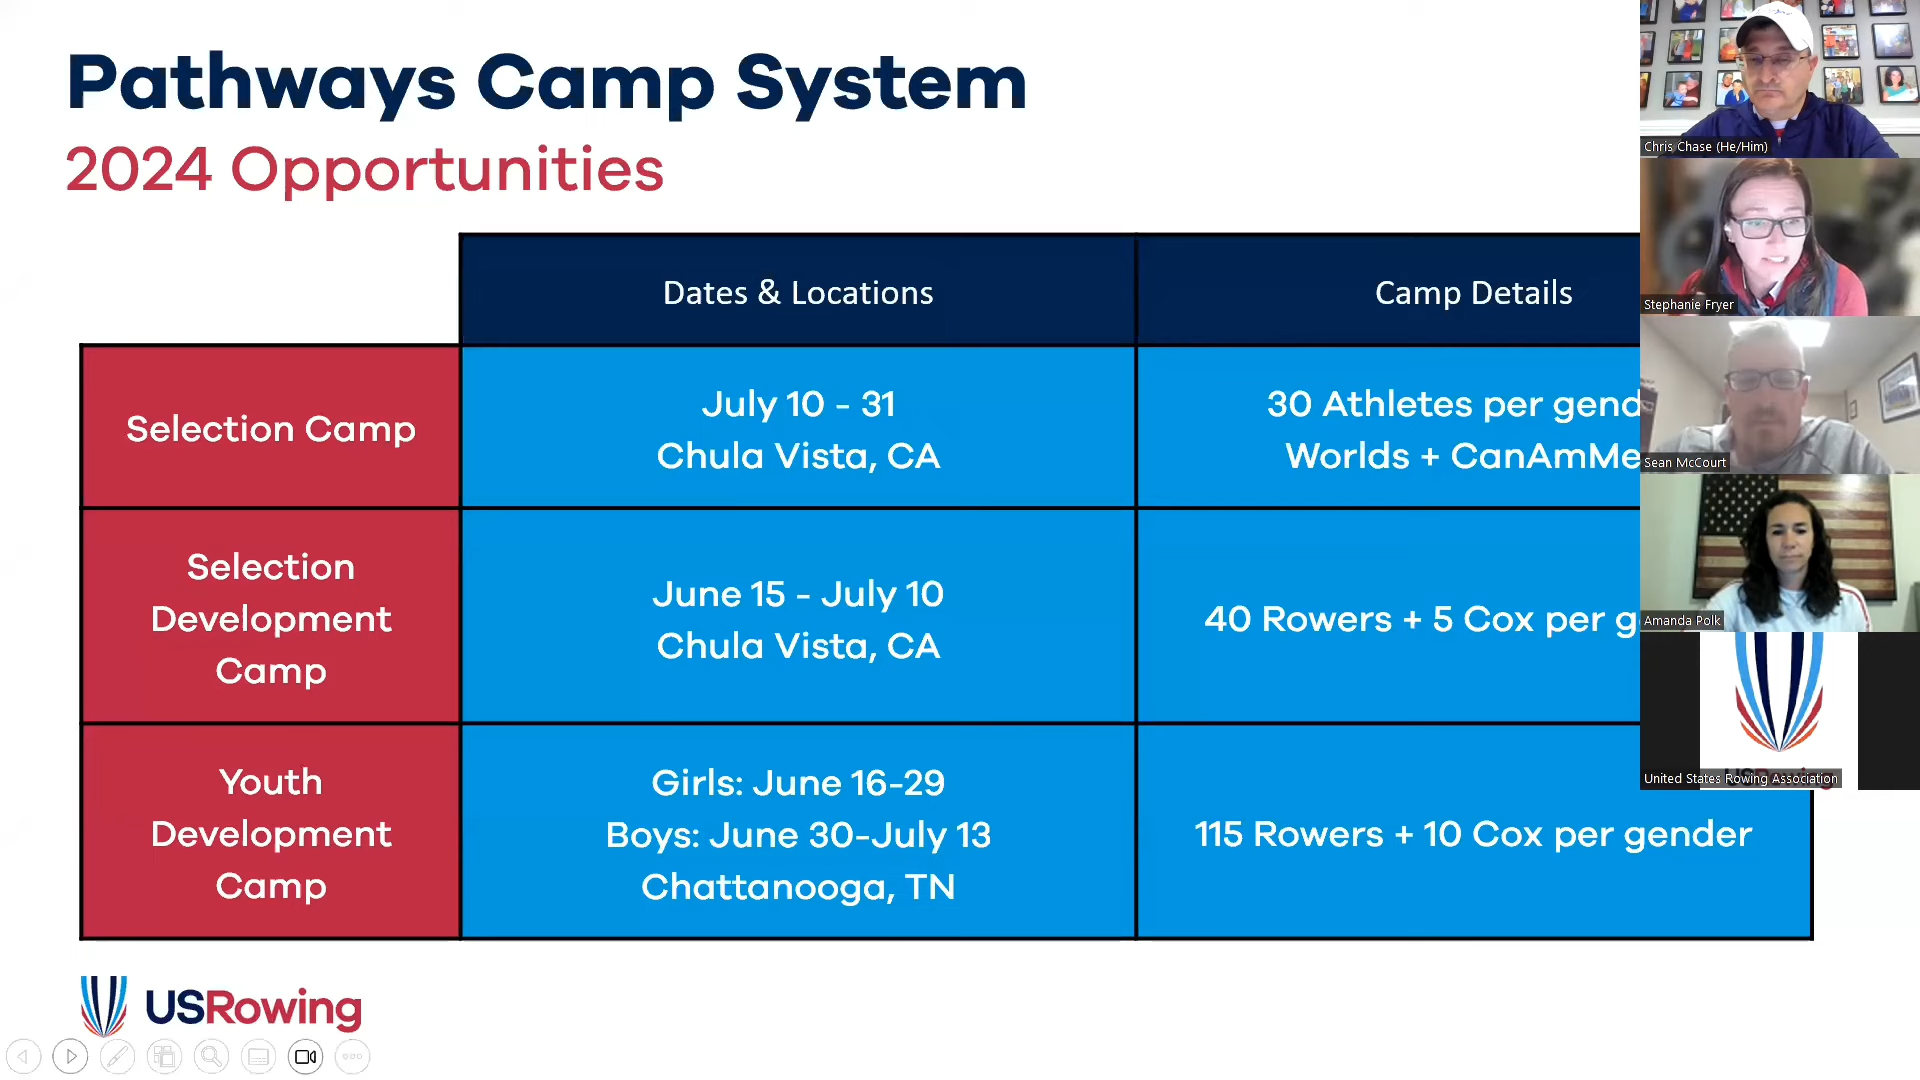 Pathways Camp System
2024 Opportunities
Dates & Locations
Camp Details
Selection Camp
July 10 - 31
Chula Vista, CA
30 Athletes per gend
Worlds + CanAmMe
Selection
Development
Camp
June 15 - July 10
Chula Vista, CA
40 Rowers + 5 Cox per g
Youth
Development
Camp
Girls: June 16-29
Boys: June 30-July 13
Chattanooga, TN
115 Rowers + 10 Cox per gender
USRowing
Chris Chase (He/Him)
Stephanie Fryer
Sean McCourt
Amanda Polk
United States Rowing Association